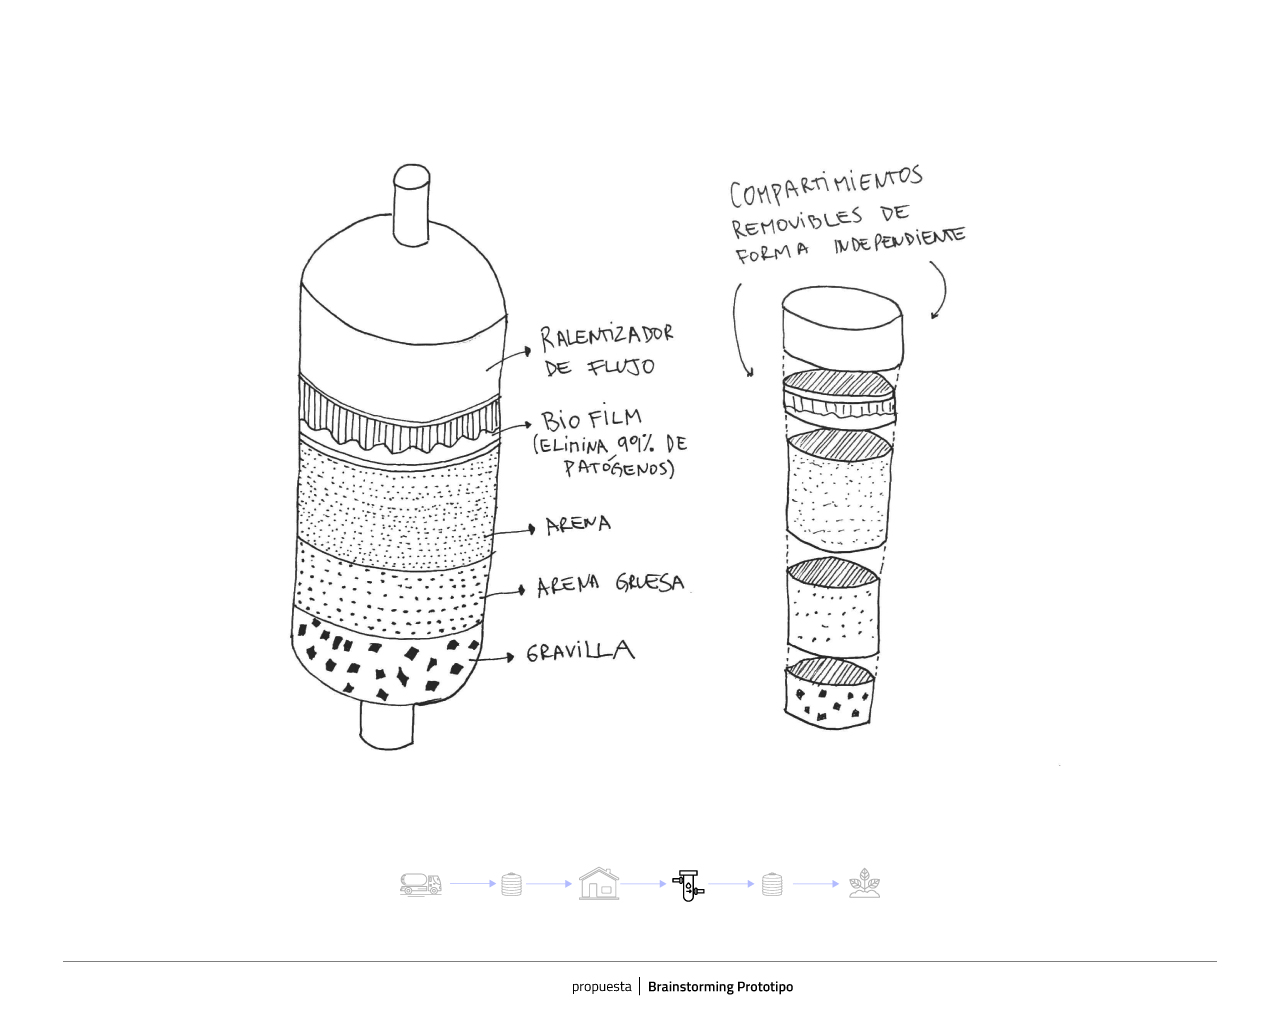 COMPARTIMIENTOS
REMOVIBLES DE
FORMA INDEPENDIENTE
RALENTIZADOR
DE FLUJO
BIO FILM
(ELININA 99% DE
PATÓGENOS)
ARENA
ARENA GRUESA
GRAVILLA
propuesta | Brainstorming Prototipo